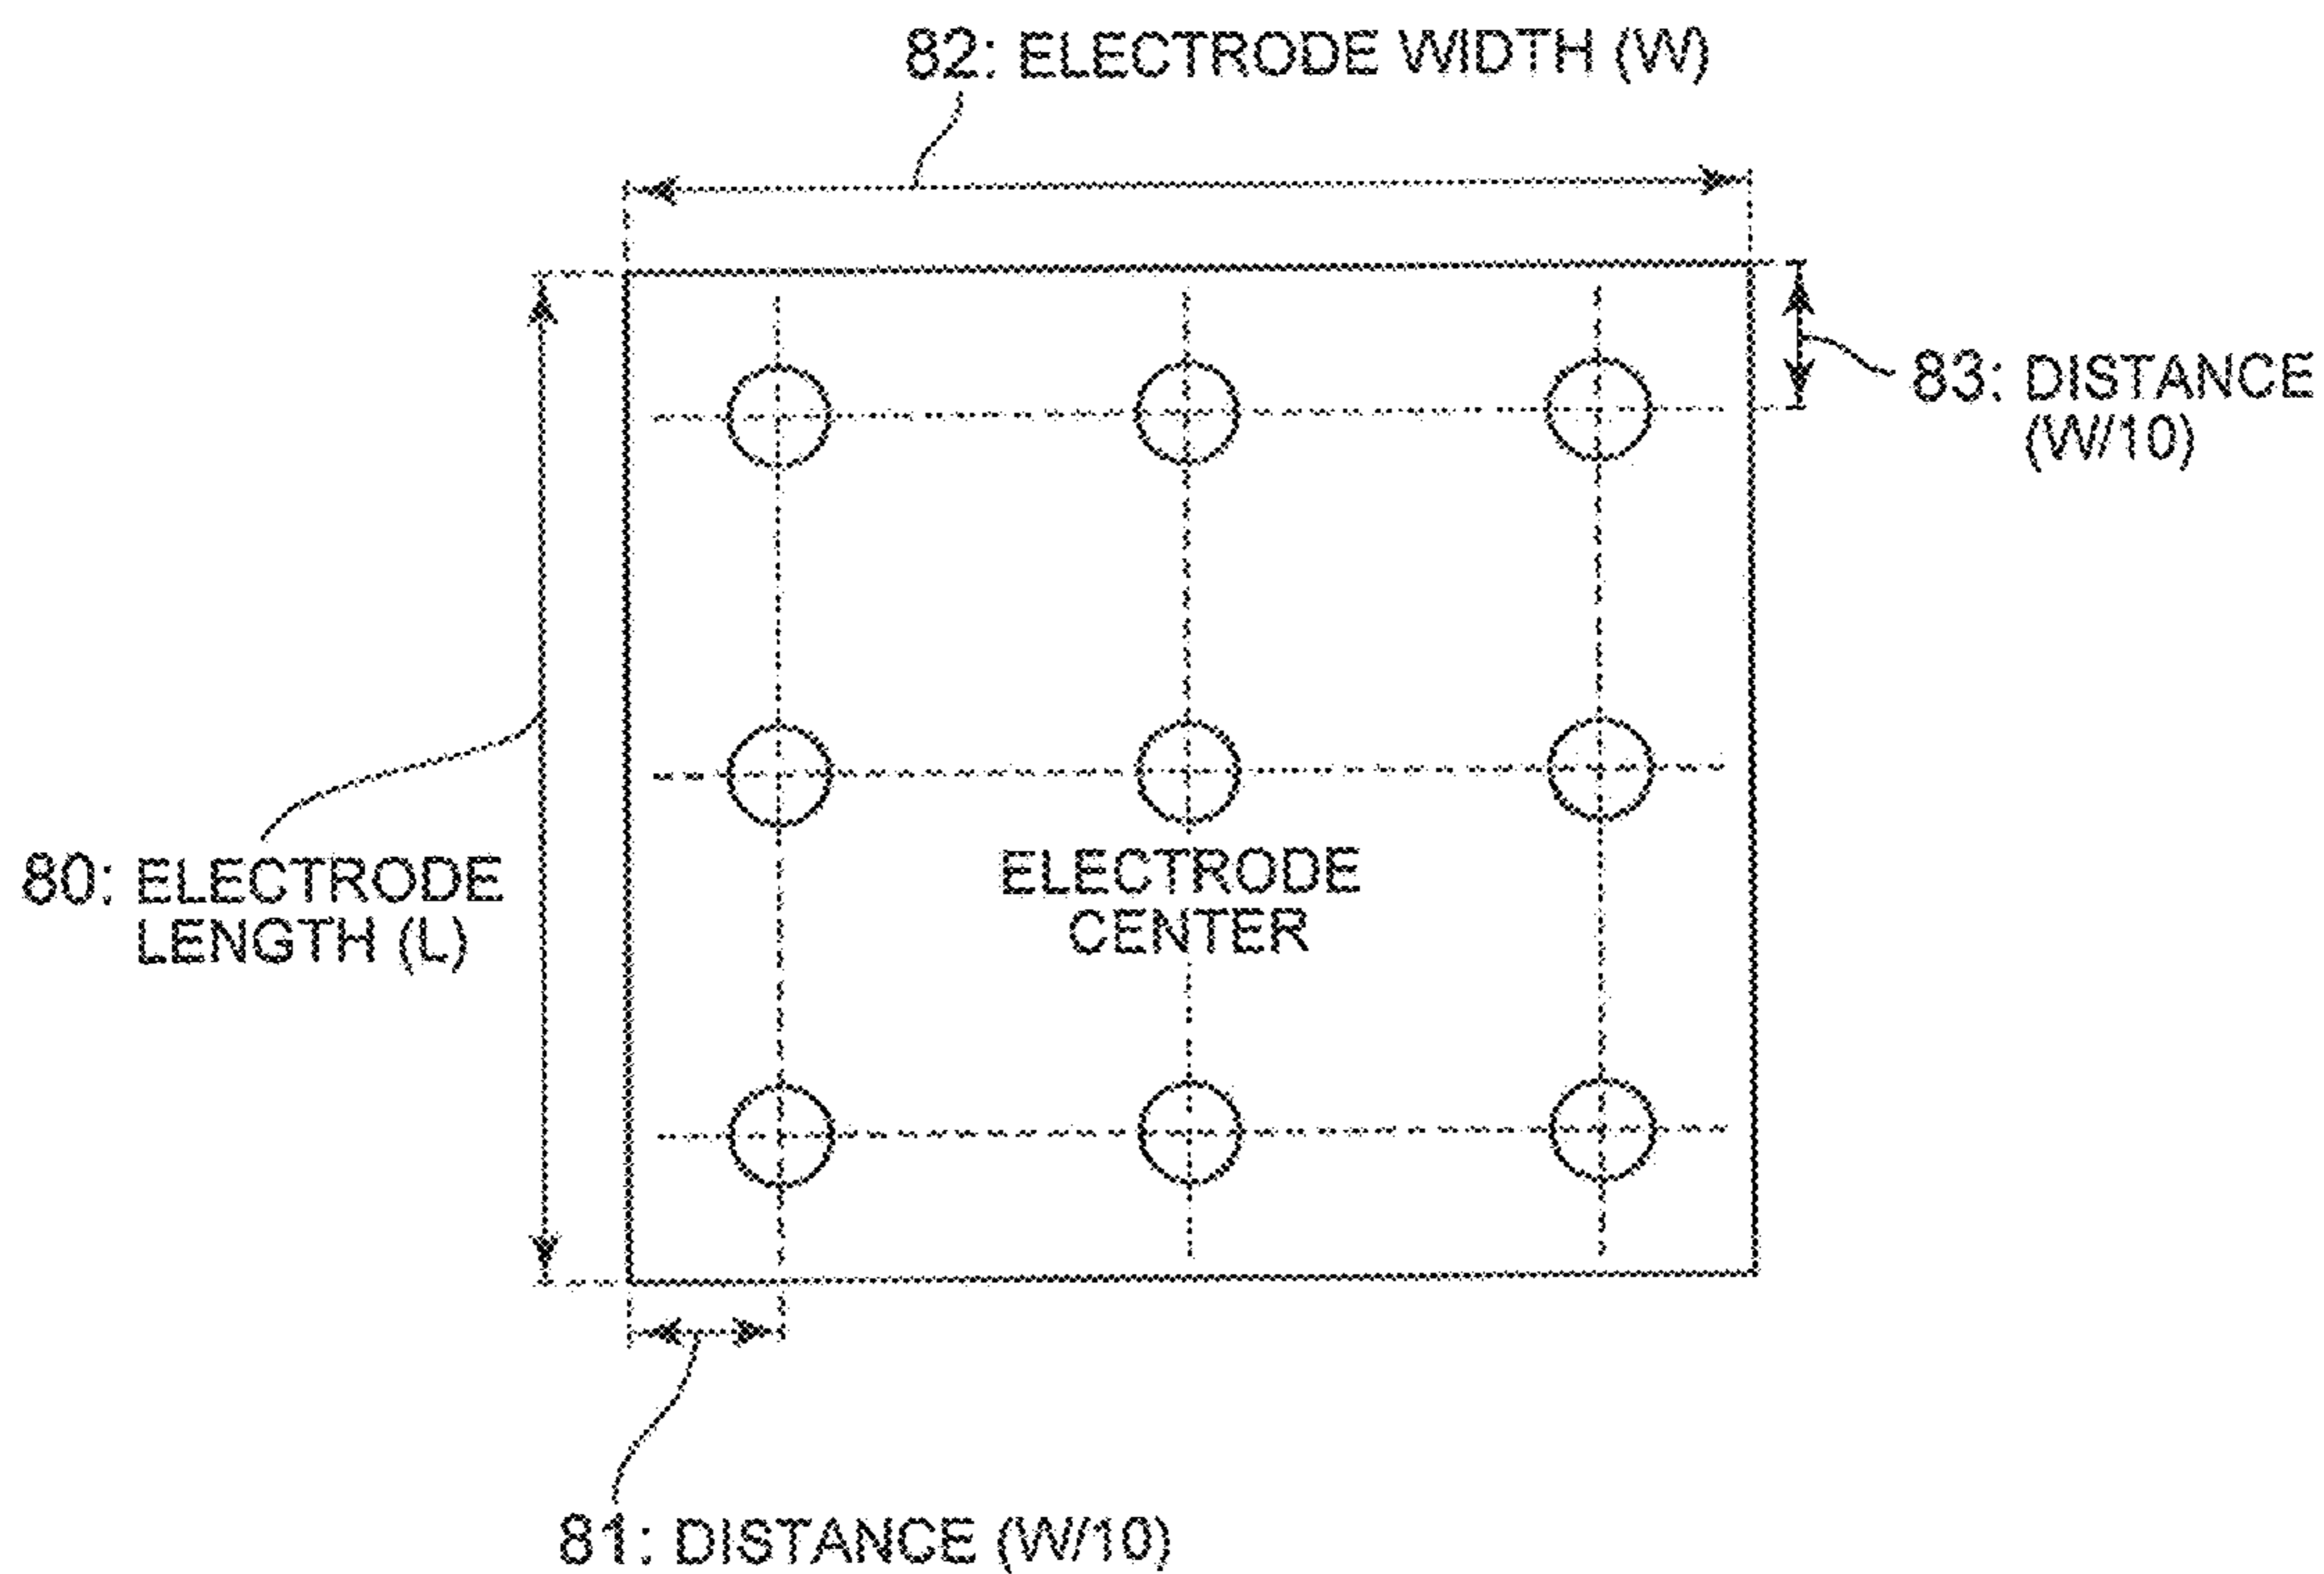 82: ELECTRODE WIDTH (W)
83: DISTANCE
(W/10)
80: ELECTRODE
LENGTH (L)
ELECTRODE
CENTER
81: DISTANCE (W/10)